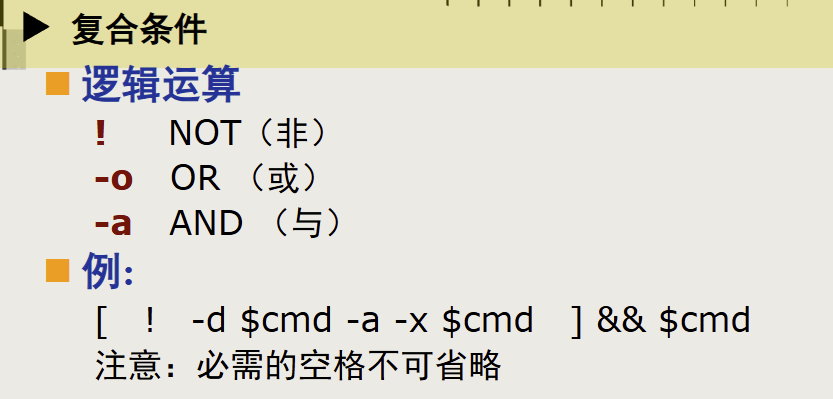 复合条件
逻辑运算
! NOT（非）
-o OR （或）
-a AND （与）
例:
[ ! -d $cmd -a -x $cmd ] && $cmd
注意：必需的空格不可省略